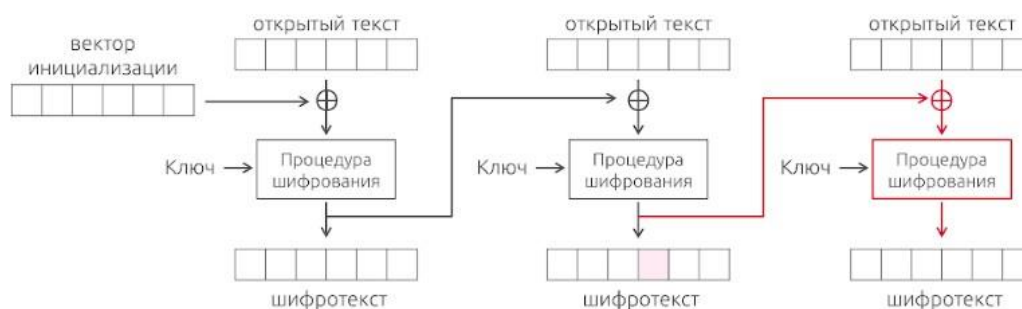 открытый текст
открытый текст
открытый текст
вектор
инициализации
Ключ
Процедура
шифрования
Ключ
Процедура
шифрования
Ключ
Процедура
шифрования
шифротекст
шифротекст
шифротекст